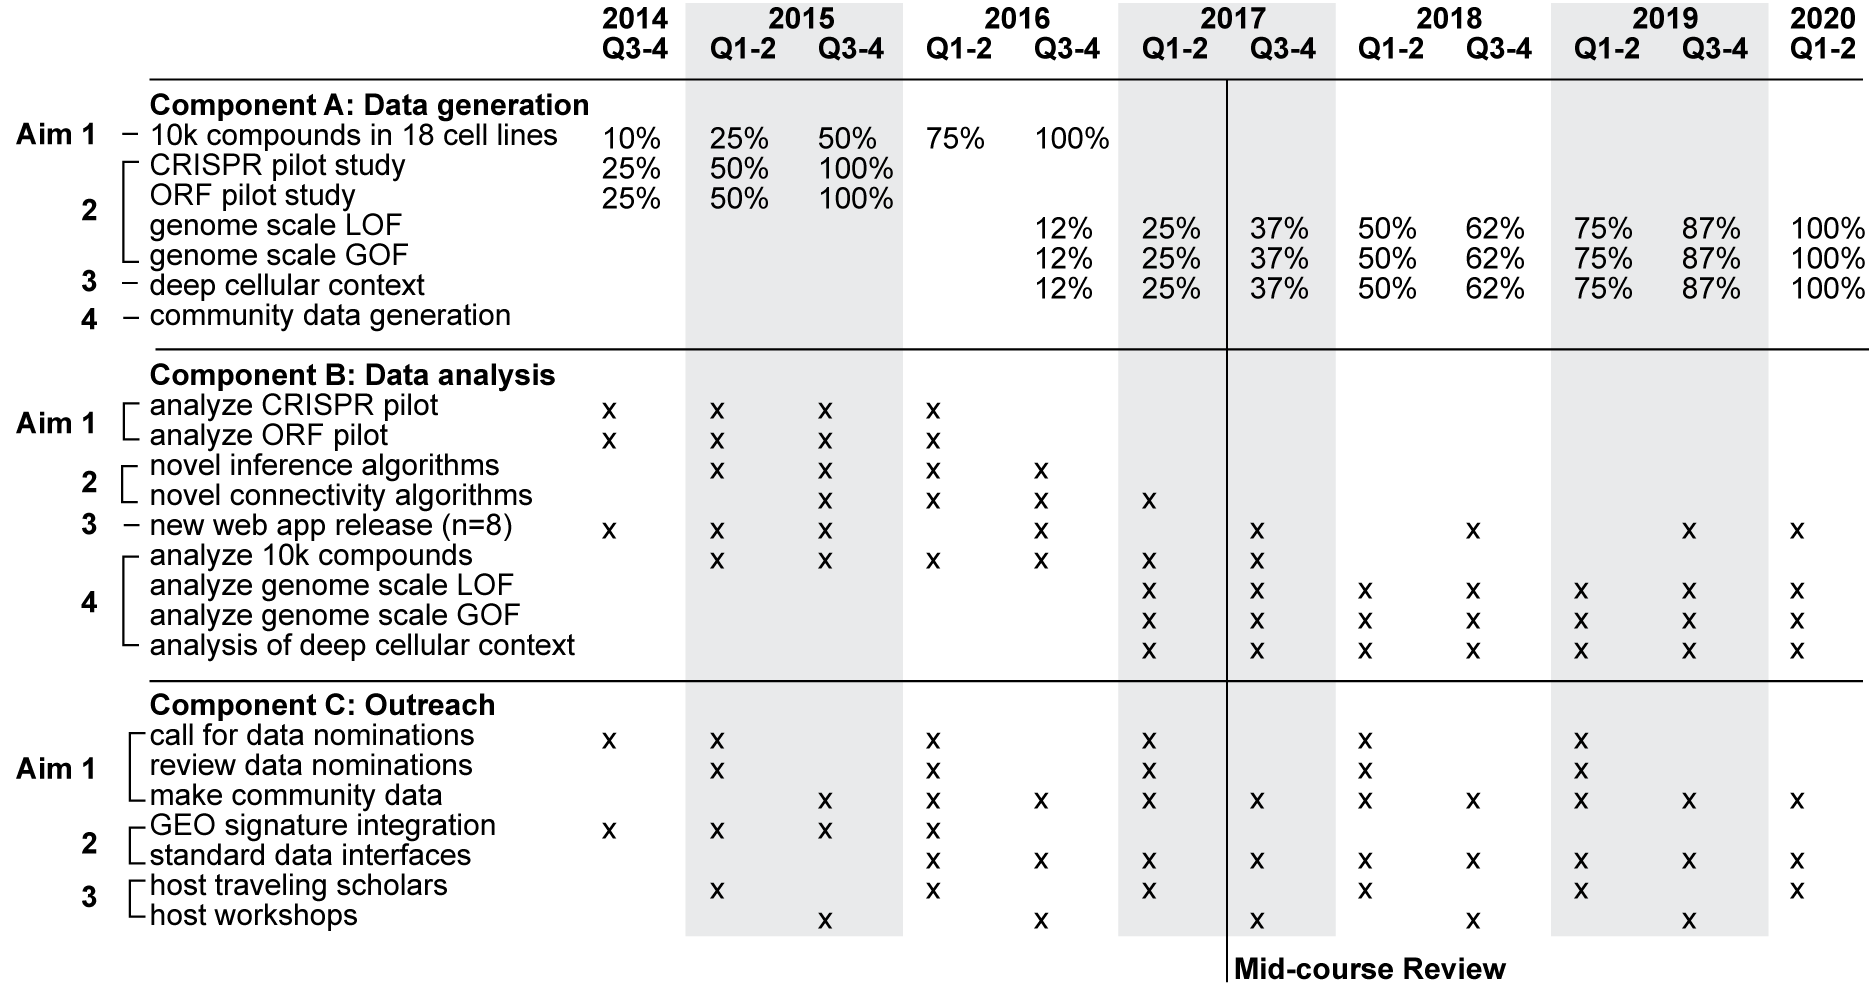 2014 2015 2016 2017 2018 2019 2020
Q3-4 Q1-2 Q3-4 Q1-2 Q3-4 Q1-2 Q3-4 Q1-2 Q3-4 Q1-2 Q3-4 Q1-2
Component A: Data generation
Aim 1 – 10k compounds in 18 cell lines 10% 25% 50% 75% 100%
CRISPR pilot study 25% 50% 100%
2 ORF pilot study 25% 50% 100%
genome scale LOF 12% 25% 37% 50% 62% 75% 87% 100%
genome scale GOF 12% 25% 37% 50% 62% 75% 87% 100%
3 – deep cellular context 12% 25% 37% 50% 62% 75% 87% 100%
4 – community data generation
Component B: Data analysis
Aim 1 analyze CRISPR pilot x x x x
analyze ORF pilot x x x x
2 novel inference algorithms x x x x
novel connectivity algorithms x x x x
3 – new web app release (n=8) x x x x x x x x
analyze 10k compounds x x x x x x
4 analyze genome scale LOF x x x x x x x
analyze genome scale GOF x x x x x x x
analysis of deep cellular context x x x x x x x
Component C: Outreach
call for data nominations x x x x x x
Aim 1 review data nominations x x x x x
make community data x x x x x x x x x x
2 GEO signature integration x x x x
standard data interfaces x x x x x x x x x
3 host traveling scholars x x x x x x
host workshops x x x x x
Mid-course Review